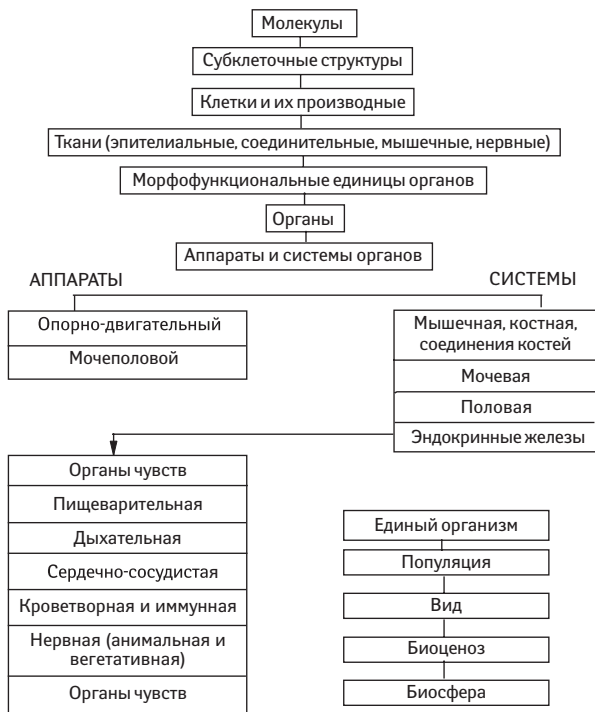 Молекулы
Субклеточные структуры
Клетки и их производные
Ткани (эпителиальные, соединительные, мышечные, нервные)
Морфофункциональные единицы органов
Органы
Аппараты и системы органов
АППАРАТЫ
СИСТЕМЫ
Опорно-двигательный
Мочеполовой
Мышечная, костная,
соединения костей
Мочевая
Половая
Эндокринные железы
Органы чувств
Пищеварительная
Дыхательная
Сердечно-сосудистая
Кроветворная и иммунная
Нервная (анимальная и
вегетативная)
Органы чувств
Единый организм
Популяция
Вид
Биоценоз
Биосфера